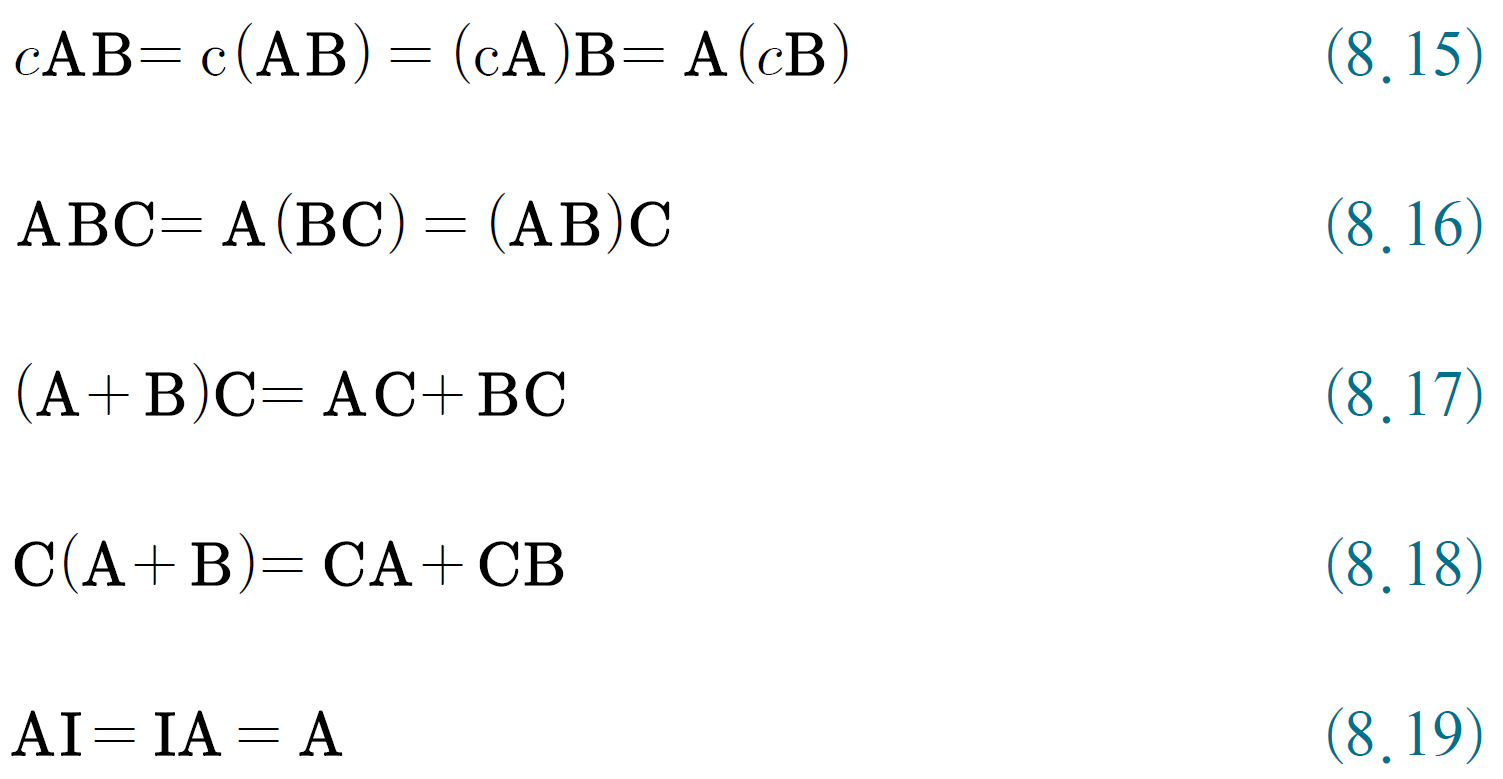 cAB= c(AB) = (cA)B= A(cB) (8.15)
ABC= A(BC) = (AB)C (8.16)
(A+B)C= AC+BC (8.17)
C(A+B)= CA+CB (8.18)
AI= IA = A (8.19)